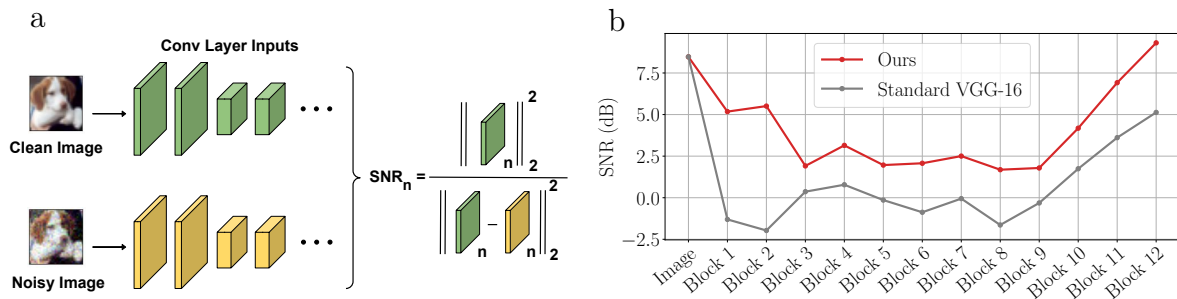 a
Conv Layer Inputs
Clean Image
Noisy Image
SNRn =
n
2
2
n
−
n
2
2
b
SNR (dB)
7.5
5.0
2.5
0.0
−2.5
Ours
Standard VGG-16
Image
Block 1
Block 2
Block 3
Block 4
Block 5
Block 6
Block 7
Block 8
Block 9
Block 10
Block 11
Block 12